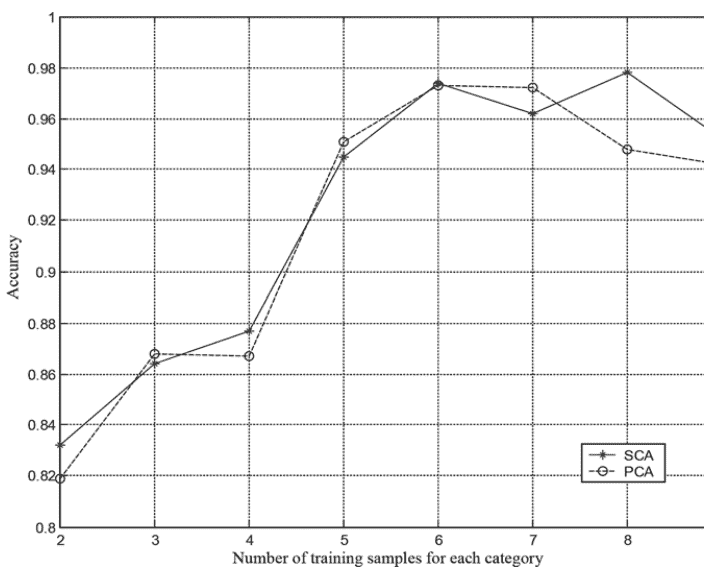 1
0.98
0.96
0.94
0.92
0.9
0.88
0.86
0.84
0.82
0.8
Accuracy
SCA
PCA
2 3 4 5 6 7 8
Number of training samples for each category